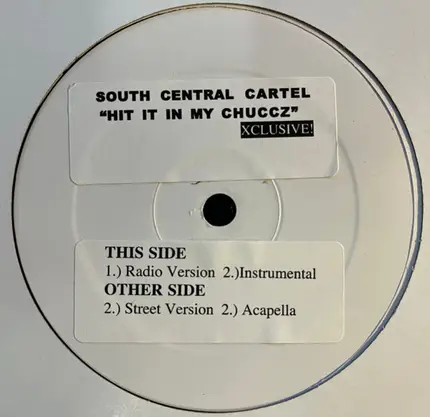 SOUTH CENTRAL CARTEL
"HIT IT IN MY CHUCCZ"
XCLUSIVE!
THIS SIDE
1.) Radio Version 2.)Instrumental
OTHER SIDE
2.) Street Version 2.) Acapella